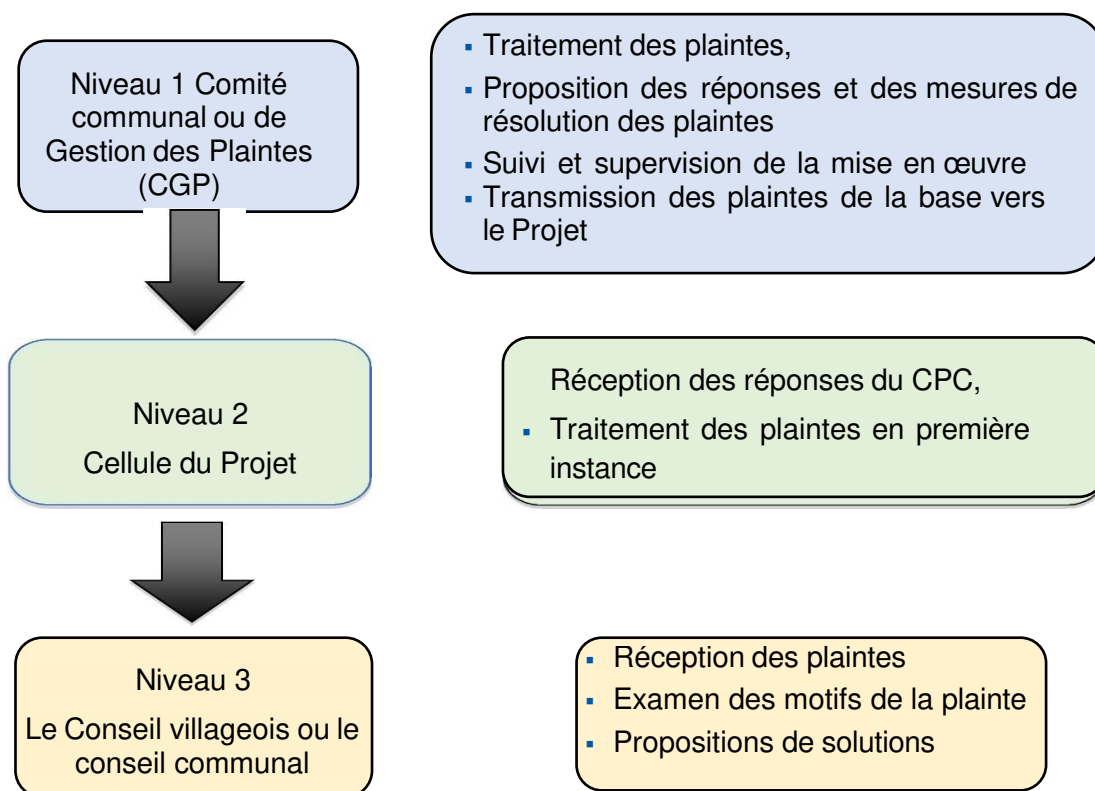 Niveau 1 Comité
communal ou de
Gestion des Plaintes
(CGP)
▪ Traitement des plaintes,
▪ Proposition des réponses et des mesures de
résolution des plaintes
▪ Suivi et supervision de la mise en œuvre
▪ Transmission des plaintes de la base vers
le Projet
Niveau 2
Cellule du Projet
Réception des réponses du CPC,
▪ Traitement des plaintes en première
instance
Niveau 3
Le Conseil villageois ou le
conseil communal
▪ Réception des plaintes
▪ Examen des motifs de la plainte
▪ Propositions de solutions